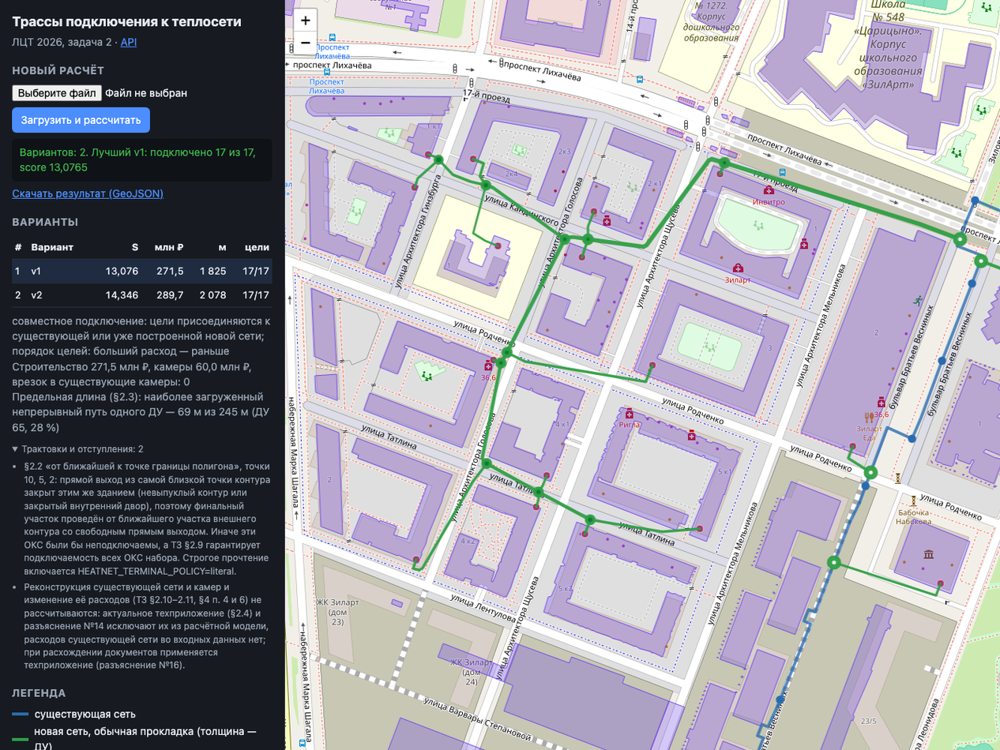 Трассы подключения к теплосети
ЛЦТ 2026, задача 2 · API
НОВЫЙ РАСЧЁТ
Выберите файл Файл не выбран
Загрузить и рассчитать
Вариантов: 2. Лучший v1: подключено 17 из 17,
score 13,0765
Скачать результат (GeoJSON)
ВАРИАНТЫ
# Вариант S млн ₽ м цели
1 v1 13,076 271,5 1 825 17/17
2 v2 14,346 289,7 2 078 17/17
совместное подключение: цели присоединяются к
существующей или уже построенной новой сети;
порядок целей: больший расход — раньше
Строительство 271,5 млн ₽, камеры 60,0 млн ₽,
врезок в существующие камеры: 0
Предельная длина (§2.3): наиболее загруженный
непрерывный путь одного ДУ — 69 м из 245 м (ДУ
65, 28 %)
▼ Трактовки и отступления: 2
• §2.2 «от ближайшей к точке границы полигона», точки
10, 5, 2: прямой выход из самой близкой точки контура
закрыт этим же зданием (невыпуклый контур или
закрытый внутренний двор), поэтому финальный
участок проведён от ближайшего участка внешнего
контура со свободным прямым выходом. Иначе эти
ОКС были бы неподключаемы, а ТЗ §2.9 гарантирует
подключаемость всех ОКС набора. Строгое прочтение
включается HEATNET_TERMINAL_POLICY=literal.
• Реконструкция существующей сети и камер и
изменение её расходов (ТЗ §2.10–2.11, §4 п. 4 и 6) не
рассчитываются: актуальное техприложение (§2.4) и
разъяснение №14 исключают их из расчётной модели,
расходов существующей сети во входных данных нет;
при расхождении документов применяется
техприложение (разъяснение №16).
ЛЕГЕНДА
существующая сеть
новая сеть, обычная прокладка (толщина —
ДУ)
+
−
№1
14-й прое
№ 1272.
Корпус
дошкольного
образования
Школа
№ 548
«Царицыно».
Корпус
школьного
образования
«ЗилАрт»
Проспект
Лихачёва
проспект Лихачёва
проспект Лихачёва
Проспект
Лихачёва
17-й проезд
проспект Лихачёва
17-й проезд
Зилов
проспект Л
1 к1
2к3
2к4
2 к1
Инвитро
1
Зиларт
улица Кандинского
улица Архитектора Гинзбурга
улица Архитектора Голосова
улица Архитектора Щусева
улица Архитектора Мельникова
1
3
2
бульвар Братьев Весниных
бульвар Братьев Весниных
улица Родченко
36,6
36,6
Зиларт
Еда
1
улица Родченко
Ригла
4 к1
5 к1
улица Родченко
улица Родченко
Бабочка
Набокова
набережная Марка Шагала
улица Татлина
улица Архитектора Голосова
2
улица Татлина
улица Татлина
4 к2
5 к2
улица Архитектора Мельникова
улица Лентулова
улица Архитектора Щусева
ЖК Зиларт
(дом
23)
ЖК Зиларт
(дом
24)
набережная Марка Шагала
улица Варвары Степановой
тьев Весниных
23/5
ла Леонидова